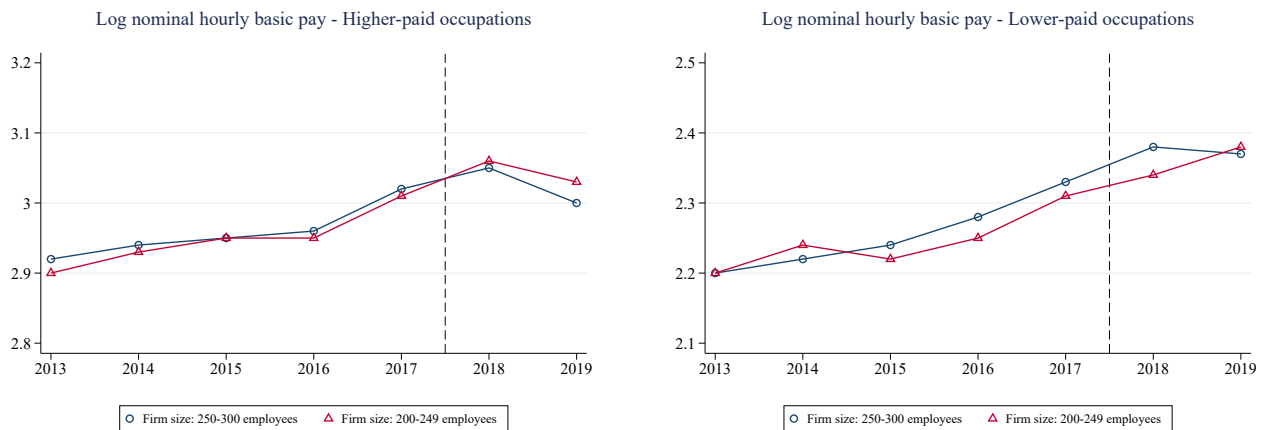 Log nominal hourly basic pay - Higher-paid occupations
3.2
3.1
3
2.9
2.8
2013 2014 2015 2016 2017 2018 2019
Firm size: 250-300 employees Firm size: 200-249 employees
Log nominal hourly basic pay - Lower-paid occupations
2.5
2.4
2.3
2.2
2.1
2013 2014 2015 2016 2017 2018 2019
Firm size: 250-300 employees Firm size: 200-249 employees